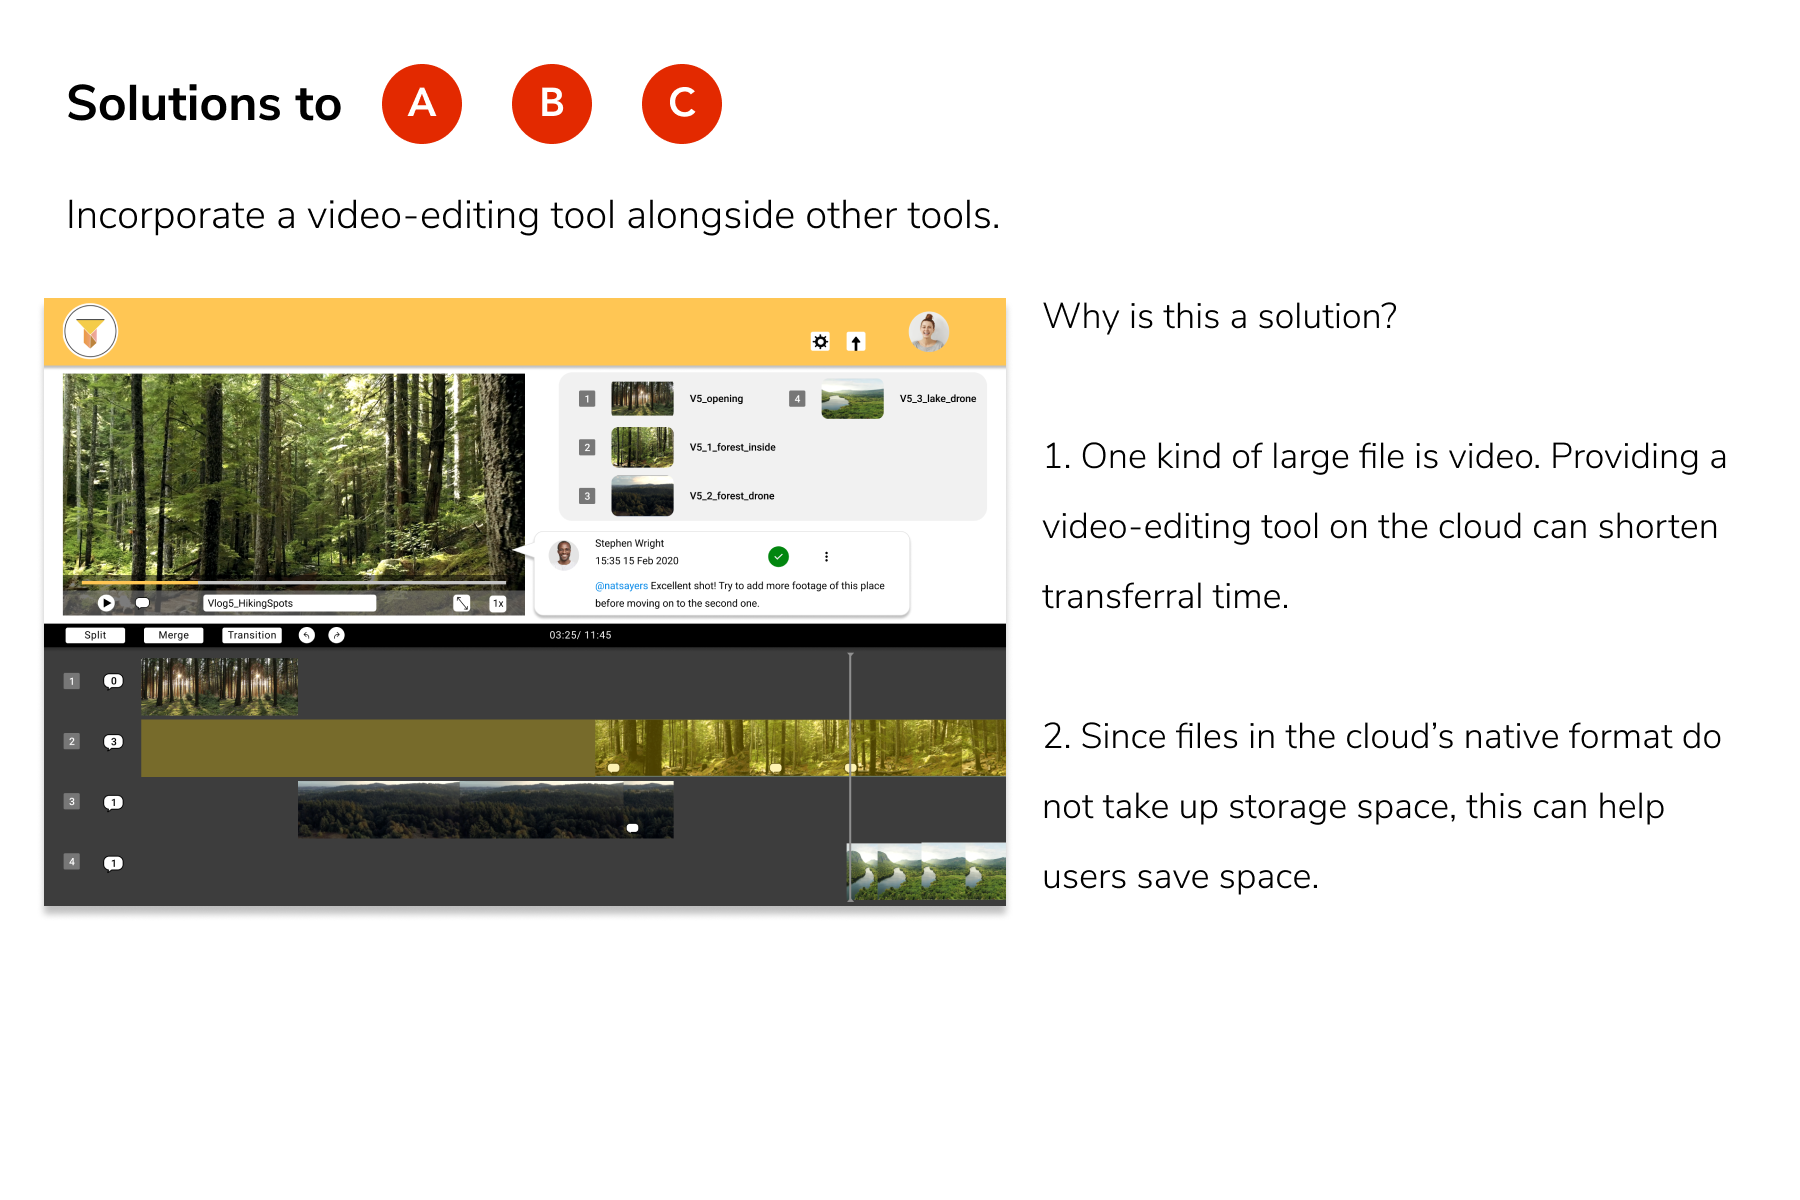 Solutions to A B C
Incorporate a video-editing tool alongside other tools.
1 V5_opening
4 V5_3_lake_drone
2 V5_1_forest_inside
3 V5_2_forest_drone
Stephen Wright
15:35 15 Feb 2020
@natsayers Excellent shot! Try to add more footage of this place
before moving on to the second one.
Vlog5_HikingSpots
1x
Split Merge Transition 03:25/ 11:45
1 0
2 3
3 1
4 1
Why is this a solution?
1. One kind of large file is video. Providing a
video-editing tool on the cloud can shorten
transferral time.
2. Since files in the cloud’s native format do
not take up storage space, this can help
users save space.